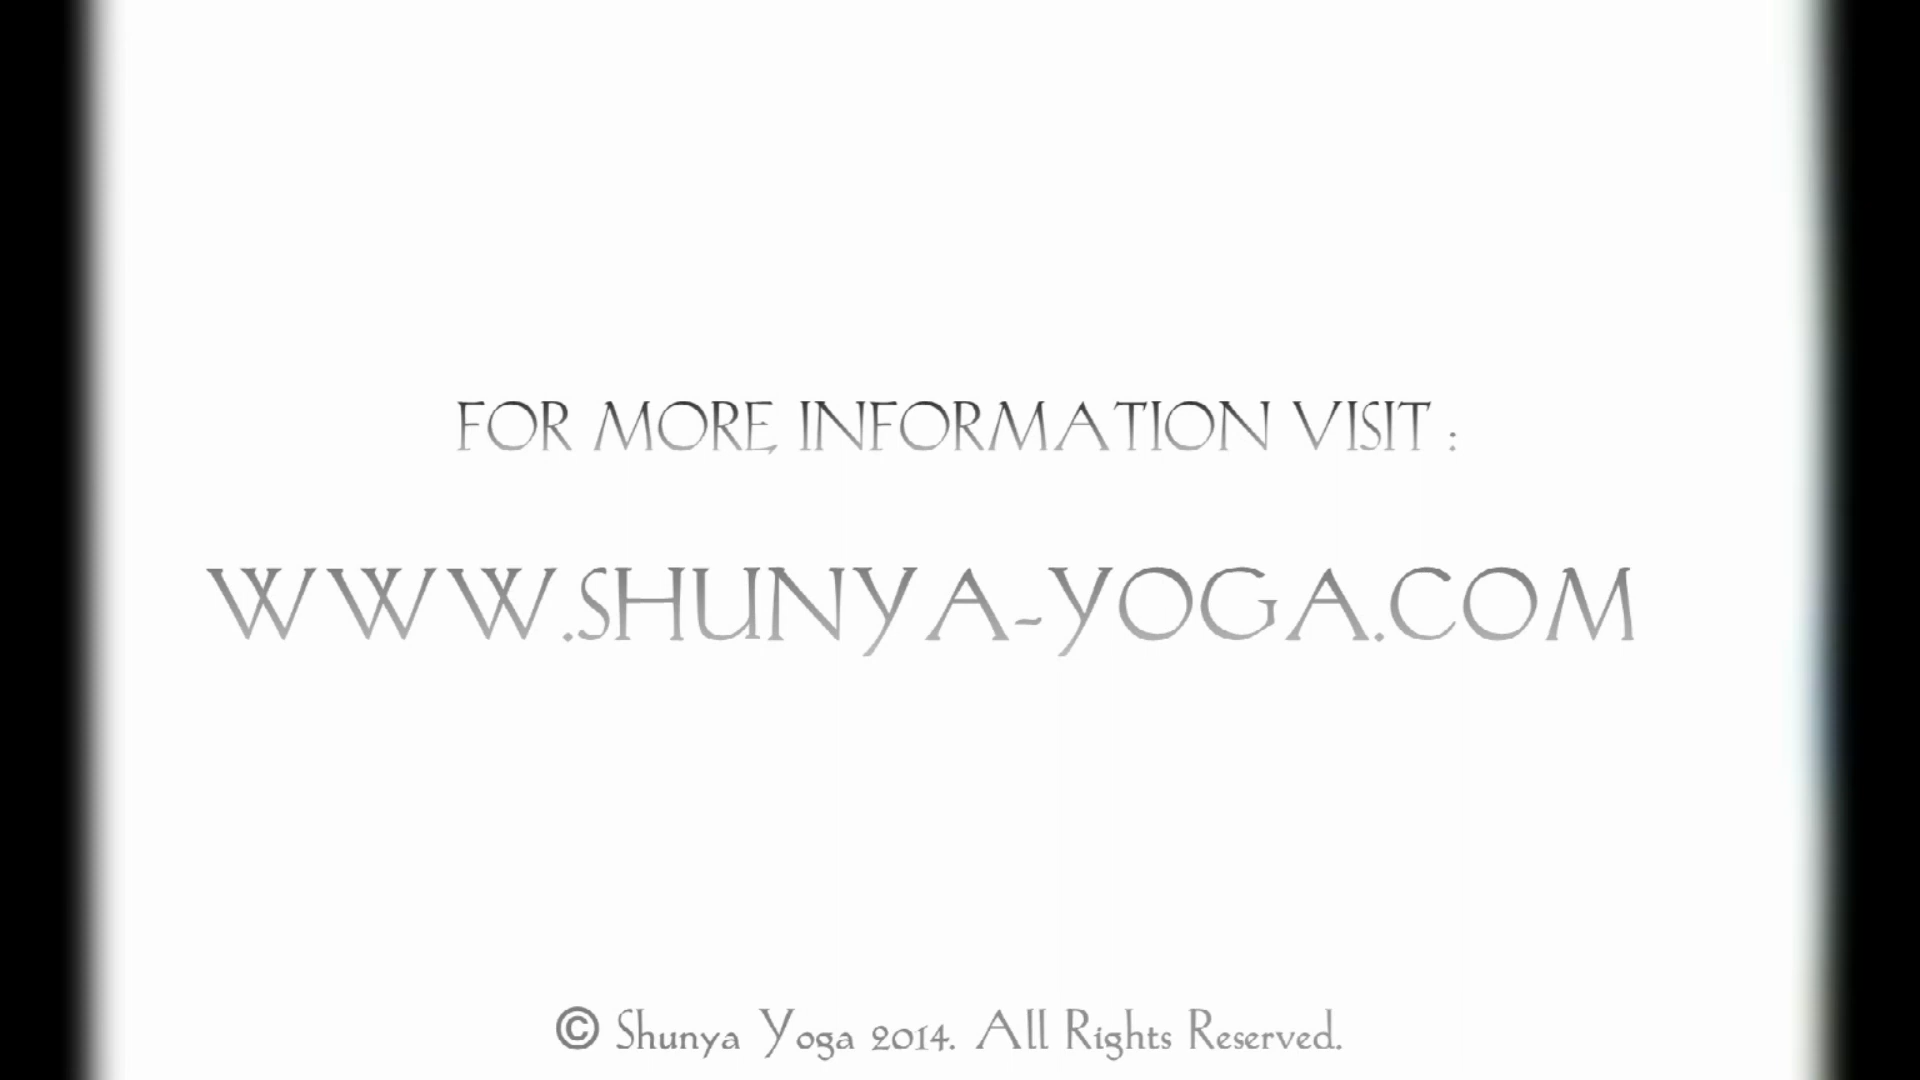 FOR MORE INFORMATION VISIT :
WWW.SHUNYA-YOGA.COM
© Shunya Yoga 2014. All Rights Reserved.